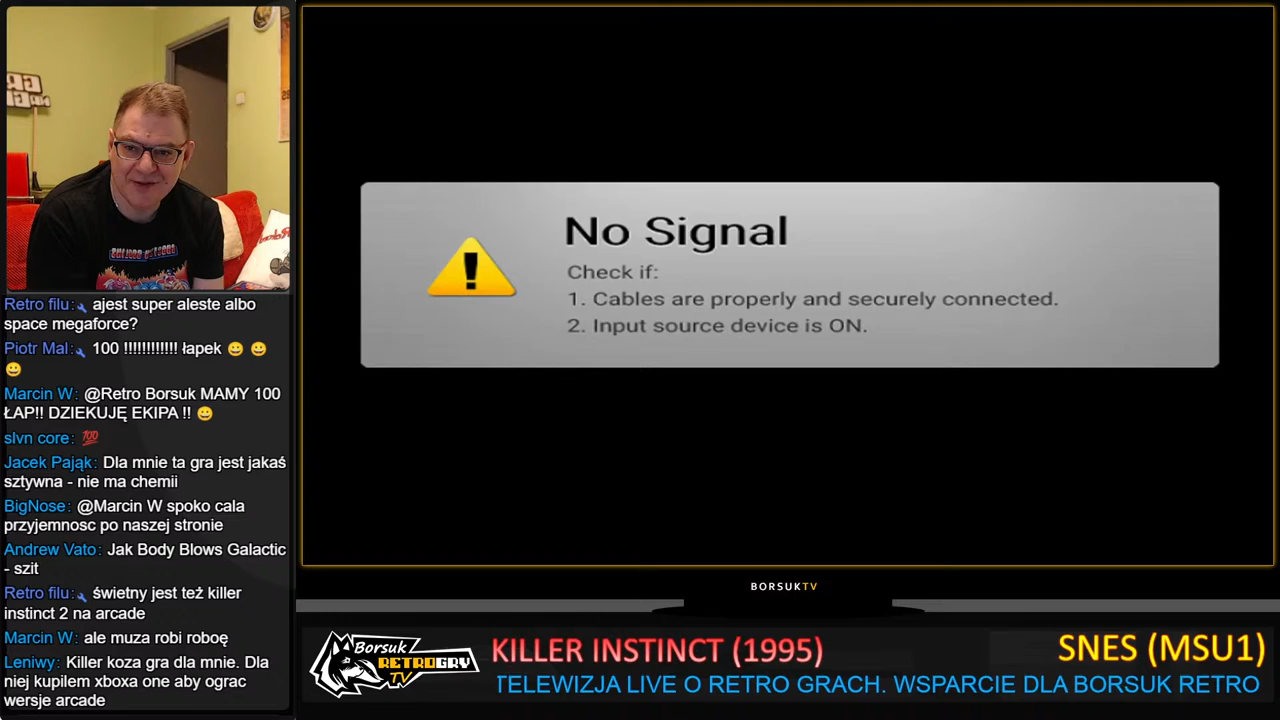 Retro filu: ajest super aleste albo
space megaforce?
Piotr Mal: 100 !!!!!!!!!!!! łapek 😀 😀
😀
Marcin W: @Retro Borsuk MAMY 100
ŁAP!! DZIEKUJĘ EKIPA !! 😀
slvn core: 💯
Jacek Pająk: Dla mnie ta gra jest jakaś
sztywna - nie ma chemii
BigNose: @Marcin W spoko cala
przyjemnosc po naszej stronie
Andrew Vato: Jak Body Blows Galactic
- szit
Retro filu: świetny jest też killer
instinct 2 na arcade
Marcin W: ale muza robi roboę
Leniwy: Killer koza gra dla mnie. Dla
niej kupilem xboxa one aby ograc
wersje arcade
No Signal
Check if:
1. Cables are properly and securely connected.
2. Input source device is ON.
BORSUKTV
Borsuk
RETROGRY
TV
KILLER INSTINCT (1995)
SNES (MSU1)
TELEWIZJA LIVE O RETRO GRACH. WSPARCIE DLA BORSUK RETRO